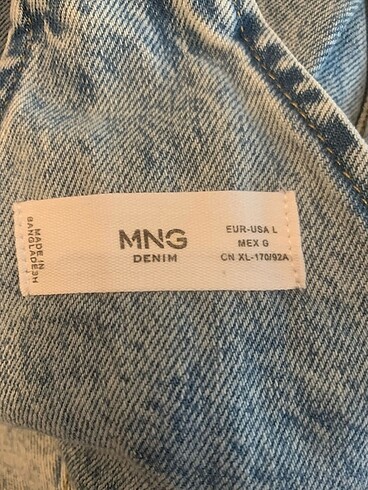 MADE IN
BANGLADESH
MNG
DENIM
EUR-USA L
MEX G
CN XL-170/92A